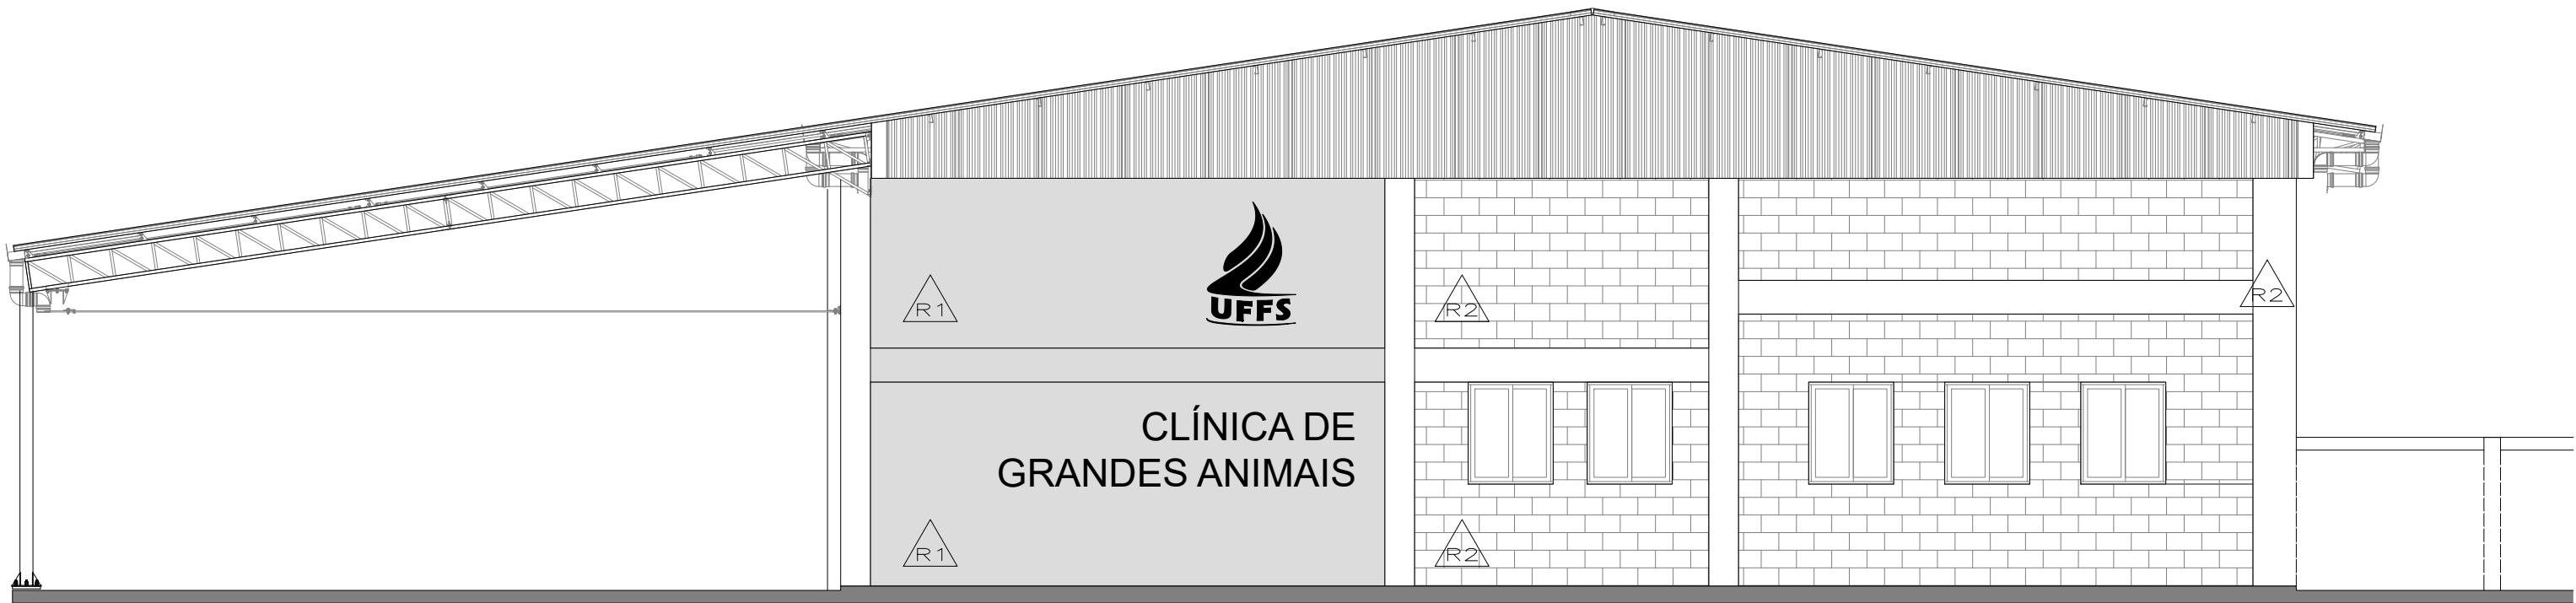 R1
UFFS
R2
R2
CLÍNICA DE
GRANDES ANIMAIS
R1
R2